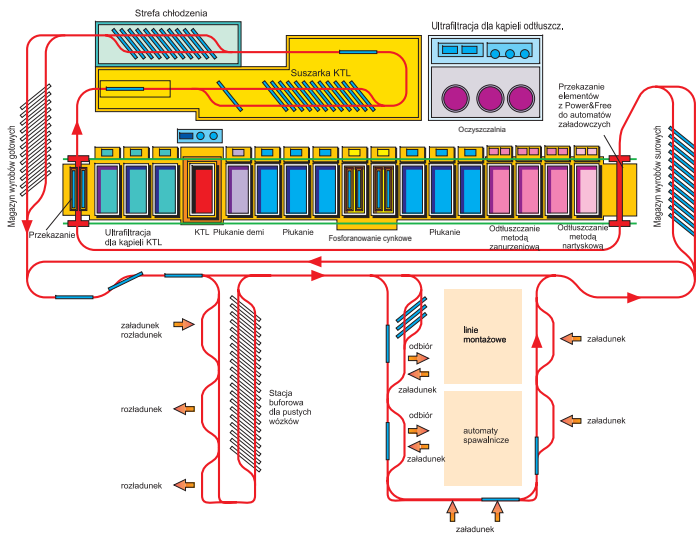 Strefa chłodzenia
Suszarka KTL
Ultrafiltracja dla kąpieli odtłuszcz.
Oczyszczalnia
Przekazanie
elementów
z Power&Free
do automatów
załadowczych
Magazyn wyrobów gotowych
Magazyn wyrobów surowych
Przekazanie
Ultrafiltracja
dla kąpieli KTL
KTL
Płukanie demi
Płukanie
Fosforanowanie cynkowe
Płukanie
Odtłuszczanie
metodą
zanurzeniową
Odtłuszczanie
metodą
nartyskową
załadunek
rozładunek
rozładunek
rozładunek
Stacja
buforowa
dla pustych
wózków
odbiór
załadunek
odbiór
załadunek
linie
montażowe
automaty
spawalnicze
załadunek
załadunek
załadunek